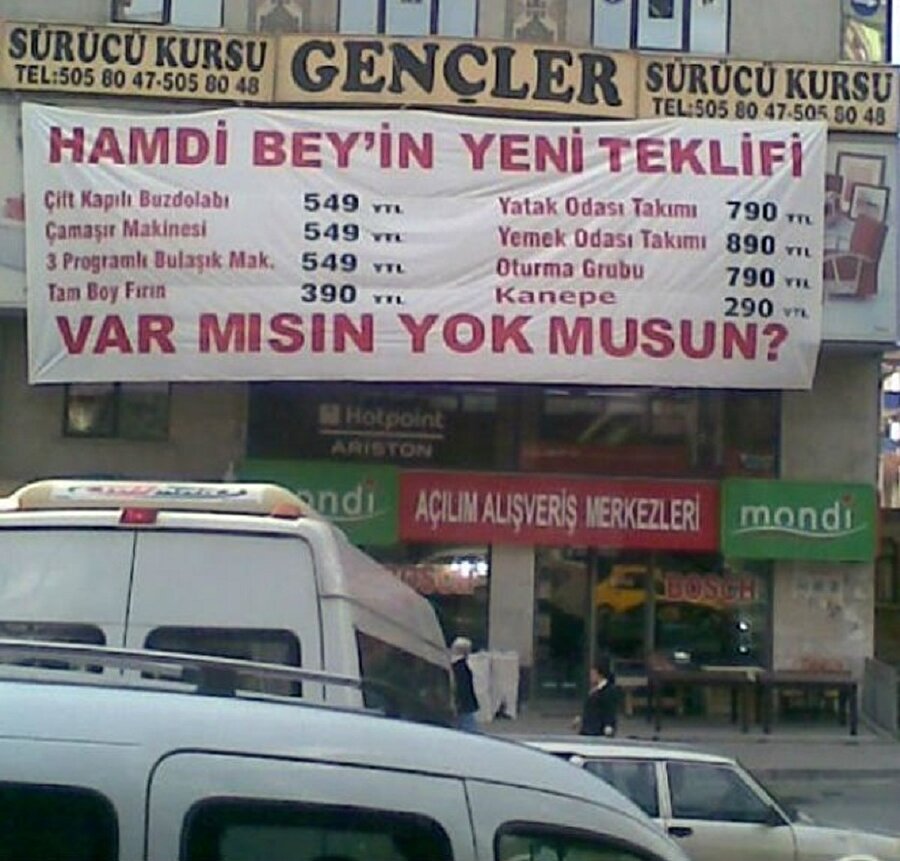 SÜRÜCÜ KURSU
TEL:505 80 47-505 80 48
GENÇLER
SÜRÜCÜ KURSU
TEL:505 80 47-505 80 48
HAMDİ BEY'İN YENİ TEKLİFİ
Çift Kapılı Buzdolabı 549 YTL
Çamaşır Makinesi 549 YTL
3 Programlı Bulaşık Mak. 549 YTL
Tam Boy Fırın 390 YTL
Yatak Odası Takımı 790 YTL
Yemek Odası Takımı 890 YTL
Oturma Grubu 790 YTL
Kanepe 290 YTL
VAR MISIN YOK MUSUN?
Hotpoint
ARISTON
mondi
AÇILIM ALIŞVERİŞ MERKEZLERİ
mondi
BOSCH
BOSCH